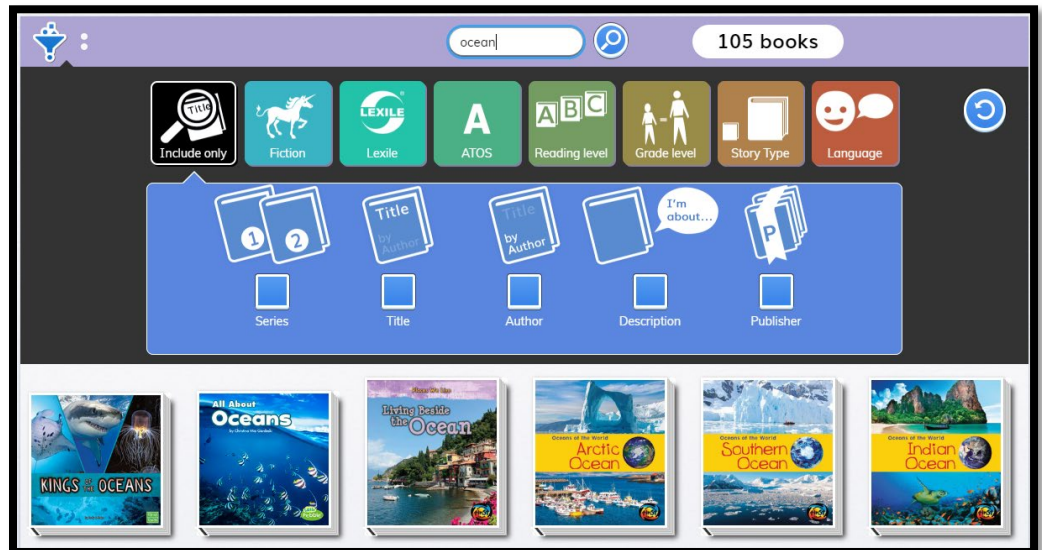 ocean
105 books
Title
Include only
Fiction
LEXILE
Lexile
A
ATOS
A B C
Reading level
Grade level
Story Type
Language
1 2
Title
by
Author
Title
by
Author
I'm
about...
P
Series
Title
Author
Description
Publisher
KINGS OF THE OCEANS
All About
Oceans
Places We Live
Living Beside
the Ocean
Oceans of the World
Arctic
Ocean
Oceans of the World
Southern
Ocean
Oceans of the World
Indian
Ocean